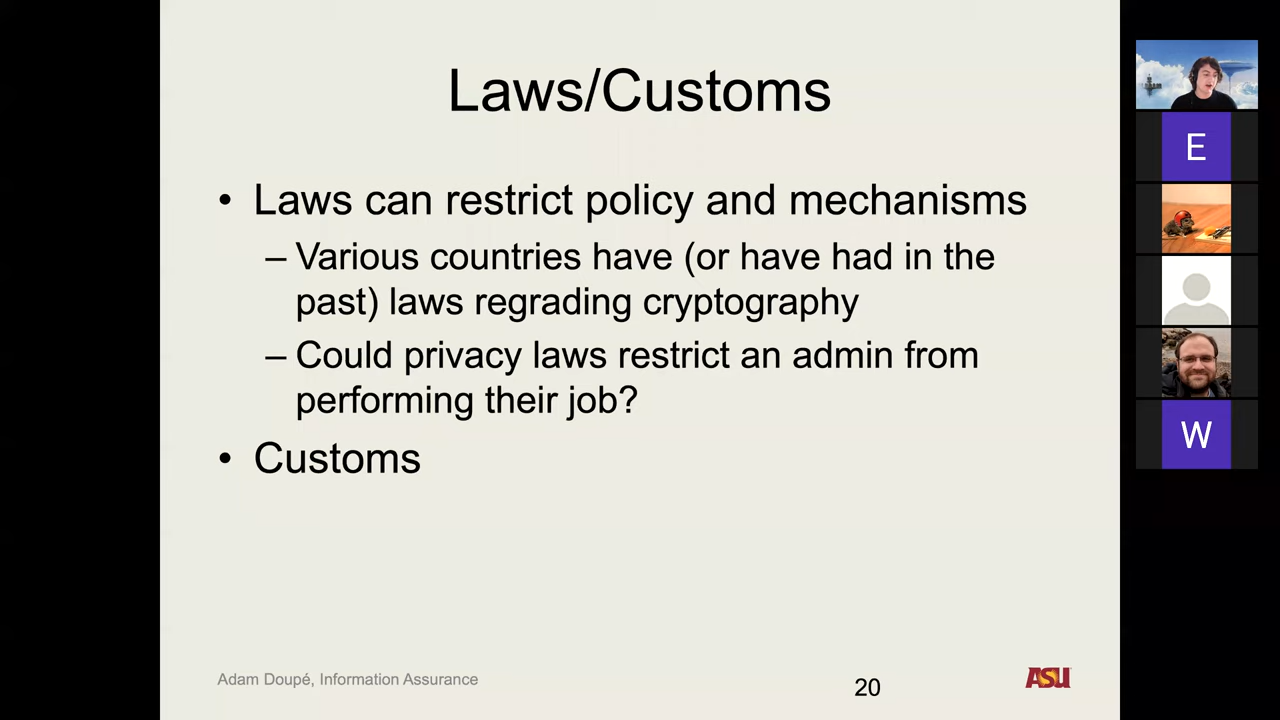 Laws/Customs
• Laws can restrict policy and mechanisms
– Various countries have (or have had in the
past) laws regrading cryptography
– Could privacy laws restrict an admin from
performing their job?
• Customs
Adam Doupé, Information Assurance
20
ASU
E
W